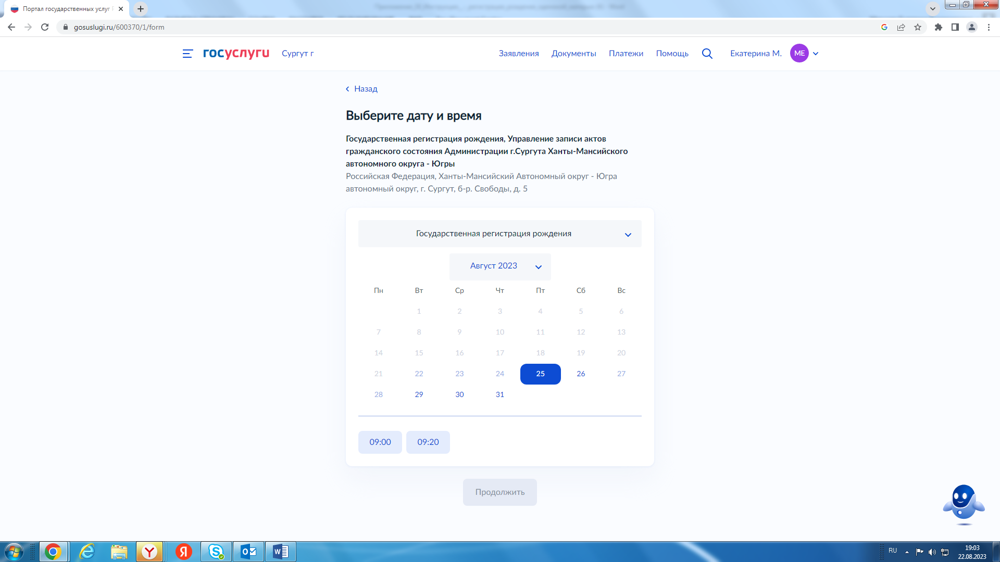 Портал государственных услуг
gosuslugi.ru/600370/1/form
госуслуги
Сургут г
Заявления
Документы
Платежи
Помощь
Екатерина М.
МЕ
Назад
Выберите дату и время
Государственная регистрация рождения, Управление записи актов
гражданского состояния Администрации г.Сургута Ханты-Мансийского
автономного округа - Югры
Российская Федерация, Ханты-Мансийский Автономный округ - Югра
автономный округ, г. Сургут, б-р. Свободы, д. 5
Государственная регистрация рождения
Август 2023
Пн Вт Ср Чт Пт Сб Вс
1 2 3 4 5 6
7 8 9 10 11 12 13
14 15 16 17 18 19 20
21 22 23 24 25 26 27
28 29 30 31
09:00 09:20
Продолжить
RU
19:03
22.08.2023